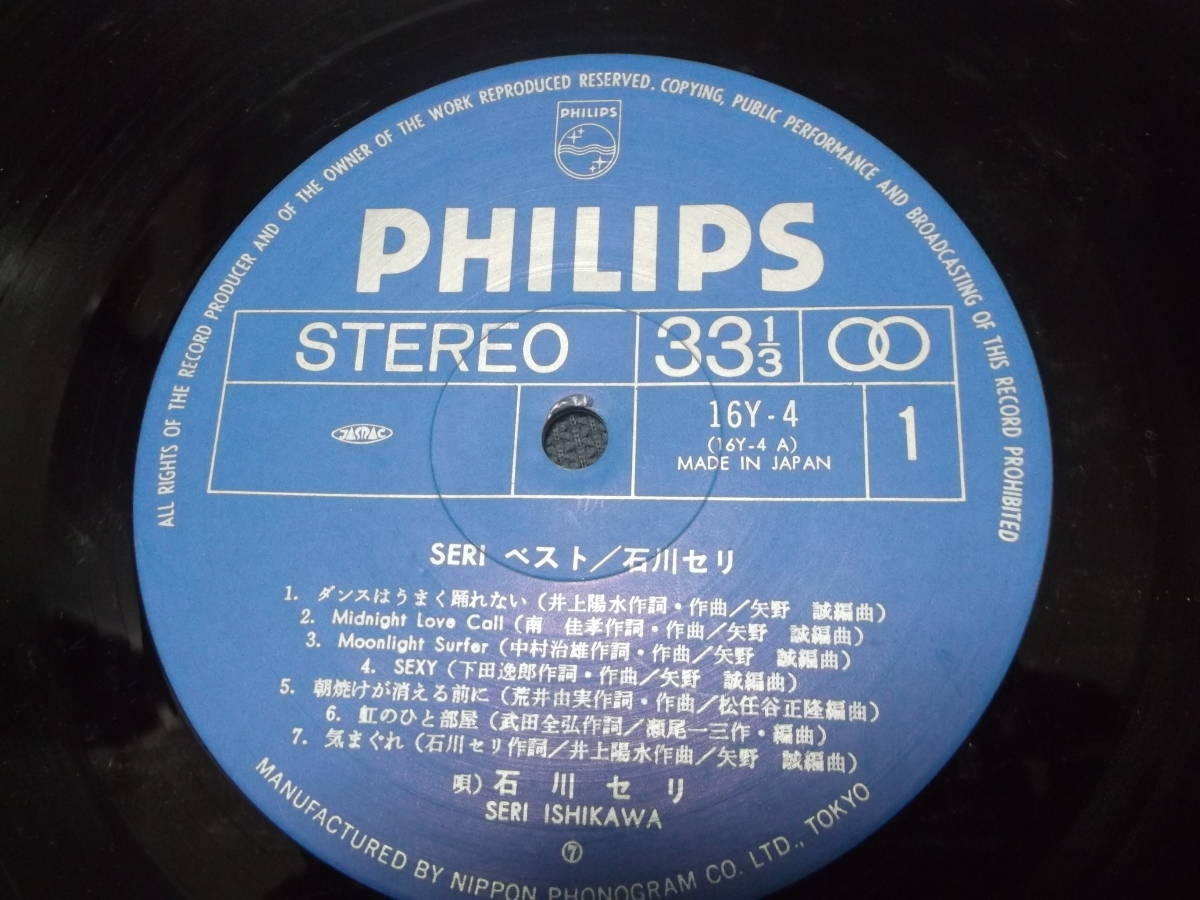 ALL RIGHTS OF THE RECORD PRODUCER AND OF THE OWNER OF THE WORK REPRODUCED RESERVED. COPYING, PUBLIC PERFORMANCE AND BROADCASTING OF THIS RECORD PROHIBITED
PHILIPS
PHILIPS
STEREO 33 1/3
JASRAC 16Y-4 1
(16Y-4 A)
MADE IN JAPAN
SERI ベスト/石川セリ
1. ダンスはうまく踊れない(井上陽水作詞・作曲/矢野 誠編曲)
2. Midnight Love Call(南 佳孝作詞・作曲/矢野 誠編曲)
3. Moonlight Surfer(中村治雄作詞・作曲/矢野 誠編曲)
4. SEXY(下田逸郎作詞・作曲/矢野 誠編曲)
5. 朝焼けが消える前に(荒井由実作詞・作曲/松任谷正隆編曲)
6. 虹のひと部屋(武田全弘作詞/瀬尾一三作・編曲)
7. 気まぐれ(石川セリ作詞/井上陽水作曲/矢野 誠編曲)
唄)石川セリ
SERI ISHIKAWA
⑦
MANUFACTURED BY NIPPON PHONOGRAM CO. LTD., TOKYO